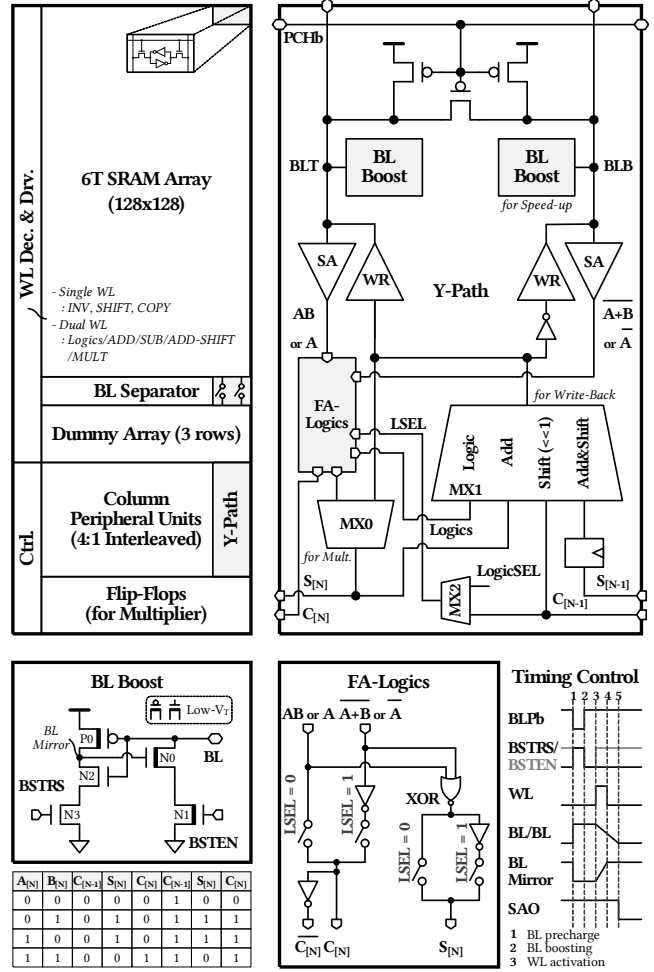 6T SRAM Array
(128x128)
WL Dec. & Drv.
- Single WL
: INV, SHIFT, COPY
- Dual WL
: Logics/ADD/SUB/ADD-SHIFT
/MULT
BL Separator
Dummy Array (3 rows)
Ctrl.
Column
Peripheral Units
(4:1 Interleaved)
Y-Path
Flip-Flops
(for Multiplier)
PCHb
BLT
BL
Boost
BL
Boost
BLB
for Speed-up
SA
WR
Y-Path
WR
SA
AB
or A
A+B
or A
FA-
Logics
LSEL
for Write-Back
Logic
Add
Shift (<<1)
Add&Shift
MX1
MX0
Logics
for Mult.
S[N]
C[N]
MX2
LogicSEL
C[N-1]
S[N-1]
BL Boost
Low-VT
BL
Mirror
P0
BL
N0
N2
BSTRS
N3
N1
BSTEN
A[N] B[N] C[N-1] S[N] C[N] C[N-1] S[N] C[N]
0 0 0 0 0 1 0 0
0 1 0 1 0 1 1 1
1 0 0 1 0 1 1 1
1 1 0 0 1 1 0 0
FA-Logics
AB or A A+B or A
LSEL = 0
LSEL = 1
XOR
LSEL = 0
LSEL = 1
C[N] C[N]
S[N]
Timing Control
1 2 3 4 5
BLPb
BSTRS/
BSTEN
WL
BL/BL
BL
Mirror
SAO
1 BL precharge
2 BL boosting
3 WL activation